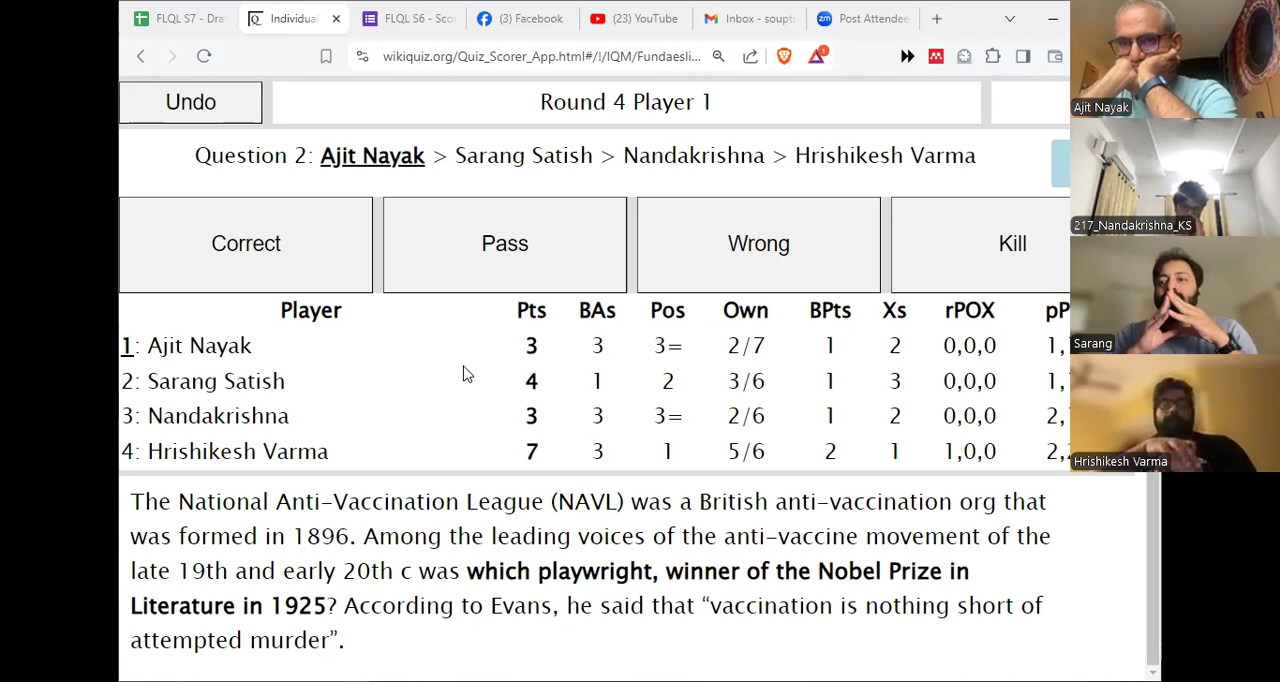 FLQL S7 - Dra
Individual
FLQL S6 - Sco
(3) Facebook
(23) YouTube
Inbox - soupti
zm Post Attendee
wikiquiz.org/Quiz_Scorer_App.html#/!/IQM/Fundaesli...
1
Undo
Round 4 Player 1
Question 2: Ajit Nayak > Sarang Satish > Nandakrishna > Hrishikesh Varma
Correct Pass Wrong Kill
Player Pts BAs Pos Own BPts Xs rPOX pP
1: Ajit Nayak 3 3 3= 2/7 1 2 0,0,0 1,
2: Sarang Satish 4 1 2 3/6 1 3 0,0,0 1,
3: Nandakrishna 3 3 3= 2/6 1 2 0,0,0 2,
4: Hrishikesh Varma 7 3 1 5/6 2 1 1,0,0 2,
The National Anti-Vaccination League (NAVL) was a British anti-vaccination org that
was formed in 1896. Among the leading voices of the anti-vaccine movement of the
late 19th and early 20th c was which playwright, winner of the Nobel Prize in
Literature in 1925? According to Evans, he said that “vaccination is nothing short of
attempted murder”.
Ajit Nayak
217_Nandakrishna_KS
Sarang
Hrishikesh Varma